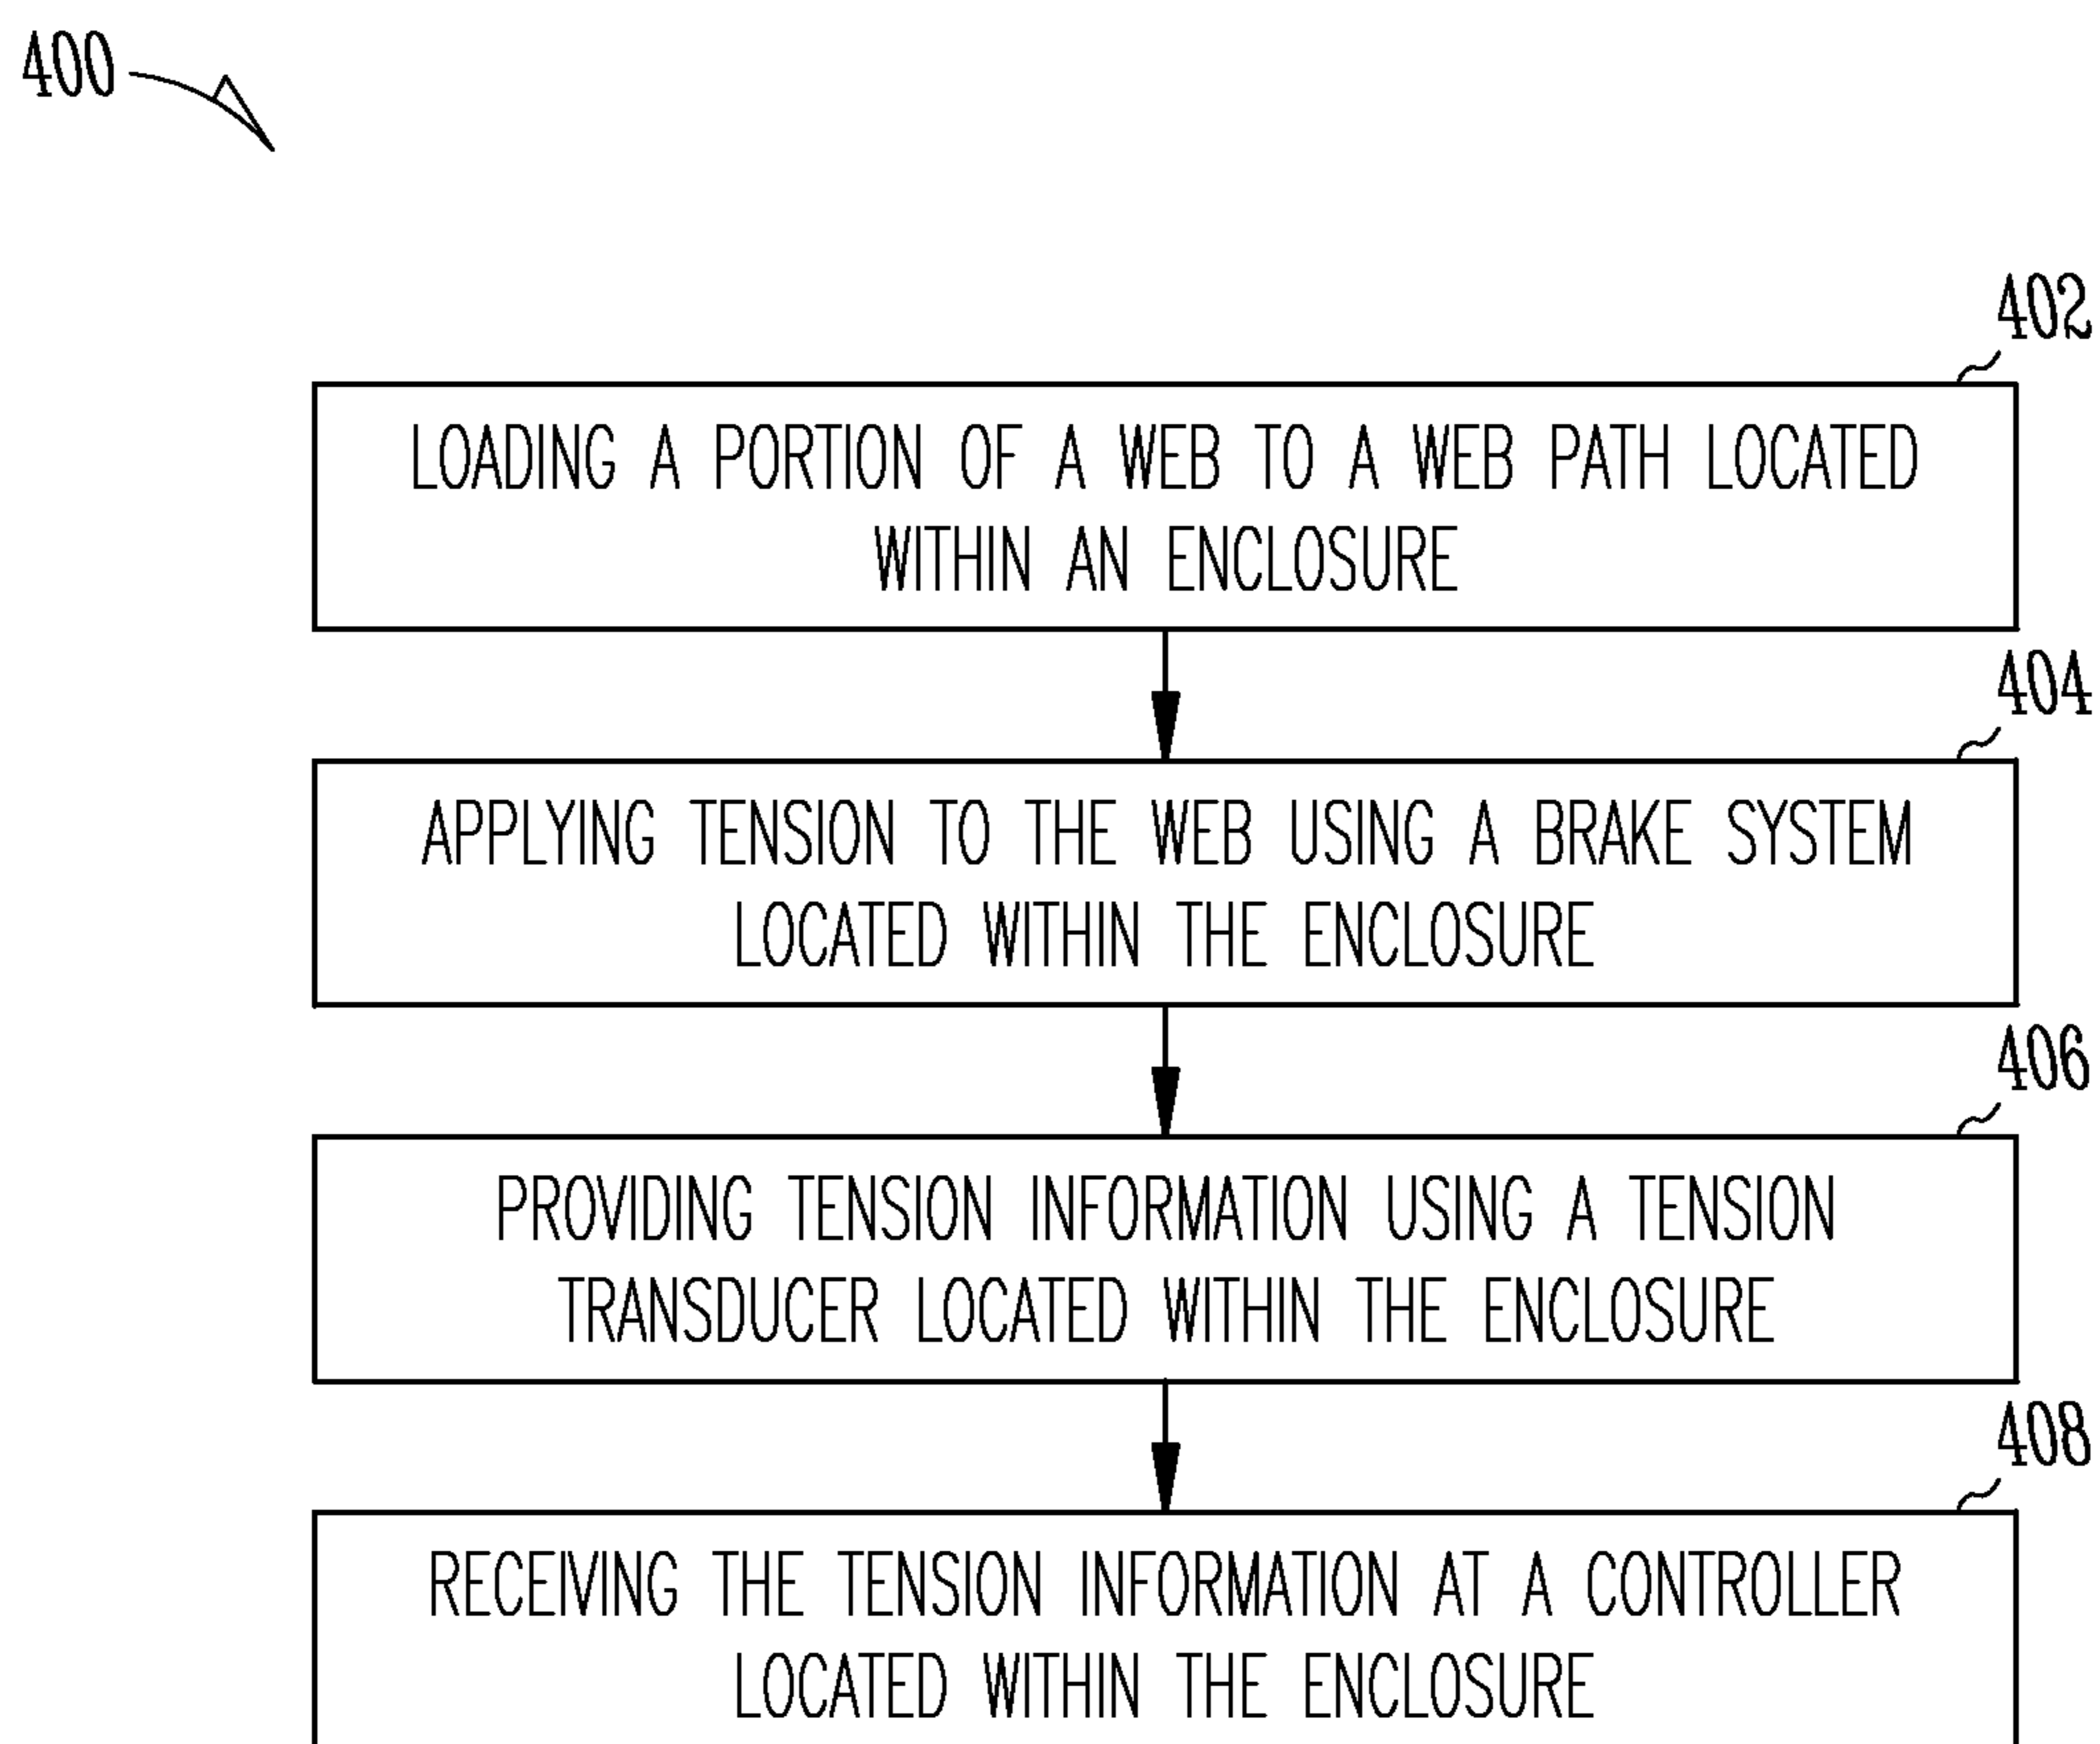 400
402
LOADING A PORTION OF A WEB TO A WEB PATH LOCATED
WITHIN AN ENCLOSURE
404
APPLYING TENSION TO THE WEB USING A BRAKE SYSTEM
LOCATED WITHIN THE ENCLOSURE
406
PROVIDING TENSION INFORMATION USING A TENSION
TRANSDUCER LOCATED WITHIN THE ENCLOSURE
408
RECEIVING THE TENSION INFORMATION AT A CONTROLLER
LOCATED WITHIN THE ENCLOSURE